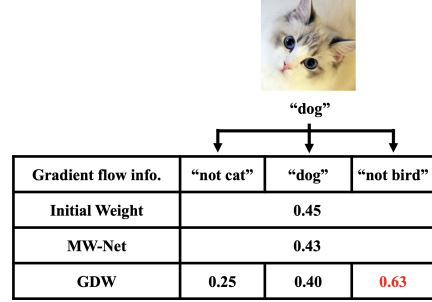 “dog”
Gradient flow info. “not cat” “dog” “not bird”
Initial Weight 0.45
MW-Net 0.43
GDW 0.25 0.40 0.63